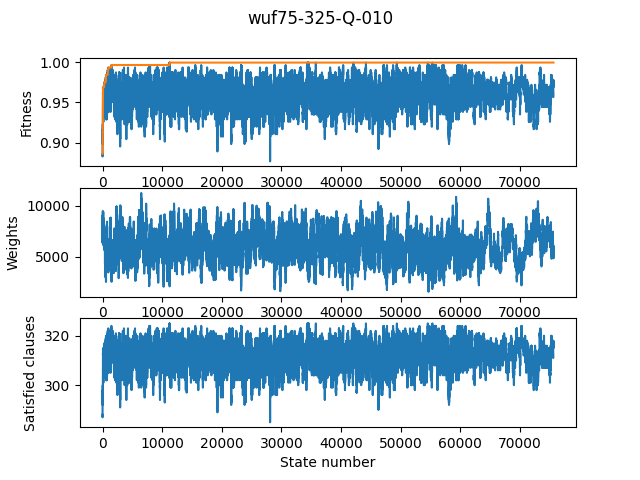 wuf75-325-Q-010
1.00
0.95
0.90
Fitness
0 10000 20000 30000 40000 50000 60000 70000
10000
5000
Weights
0 10000 20000 30000 40000 50000 60000 70000
320
300
Satisfied clauses
0 10000 20000 30000 40000 50000 60000 70000
State number